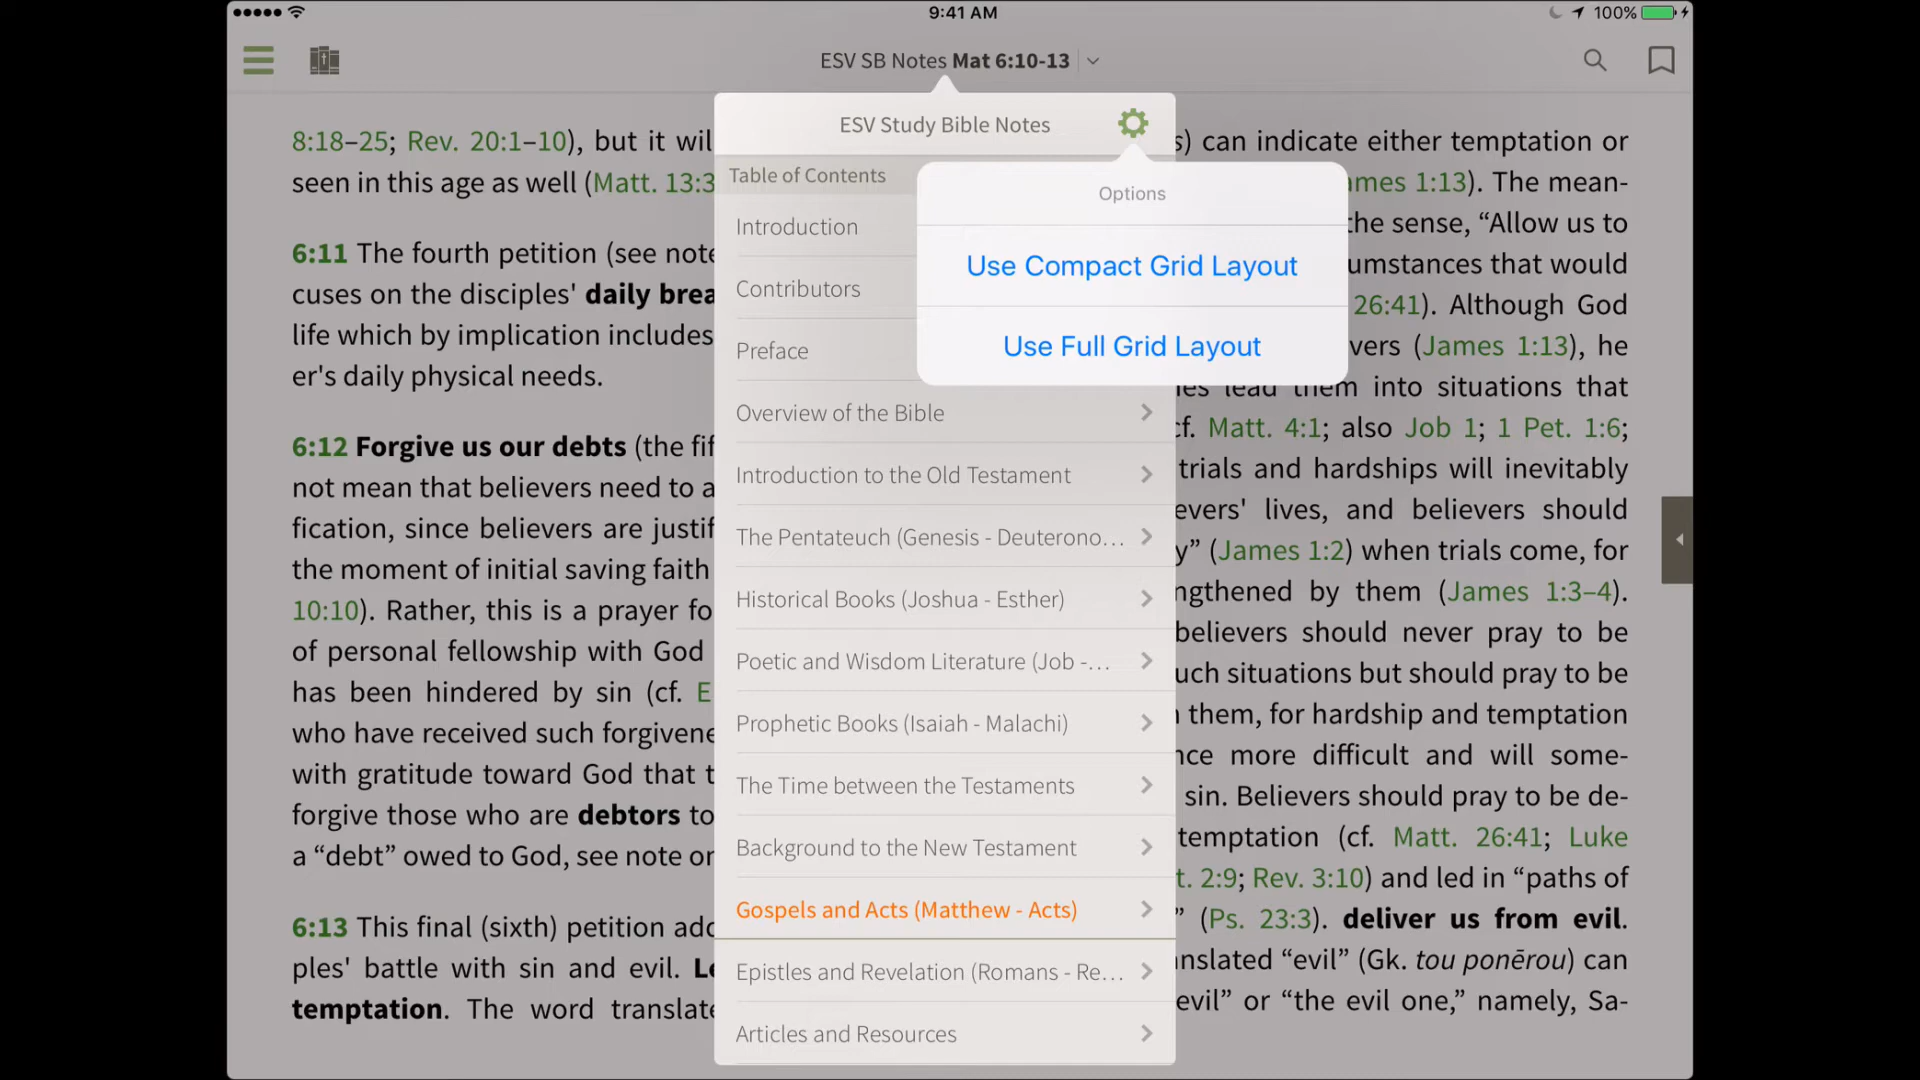 9:41 AM
100%
ESV SB Notes Mat 6:10-13
8:18–25; Rev. 20:1–10), but it wil
seen in this age as well (Matt. 13:3
6:11 The fourth petition (see note
cuses on the disciples' daily brea
life which by implication includes
er's daily physical needs.
6:12 Forgive us our debts (the fif
not mean that believers need to a
fication, since believers are justif
the moment of initial saving faith
10:10). Rather, this is a prayer fo
of personal fellowship with God
has been hindered by sin (cf. E
who have received such forgivene
with gratitude toward God that t
forgive those who are debtors to
a “debt” owed to God, see note or
6:13 This final (sixth) petition add
ples' battle with sin and evil. Le
temptation. The word translate
ESV Study Bible Notes
Table of Contents
Introduction
Contributors
Preface
Overview of the Bible
Introduction to the Old Testament
The Pentateuch (Genesis - Deuterono...
Historical Books (Joshua - Esther)
Poetic and Wisdom Literature (Job -...
Prophetic Books (Isaiah - Malachi)
The Time between the Testaments
Background to the New Testament
Gospels and Acts (Matthew - Acts)
Epistles and Revelation (Romans - Re...
Articles and Resources
Options
Use Compact Grid Layout
Use Full Grid Layout
s) can indicate either temptation or
ames 1:13). The mean-
the sense, “Allow us to
umstances that would
26:41). Although God
vers (James 1:13), he
lead them into situations that
cf. Matt. 4:1; also Job 1; 1 Pet. 1:6;
trials and hardships will inevitably
evers' lives, and believers should
y” (James 1:2) when trials come, for
ngthened by them (James 1:3–4).
believers should never pray to be
uch situations but should pray to be
them, for hardship and temptation
nce more difficult and will some-
sin. Believers should pray to be de-
temptation (cf. Matt. 26:41; Luke
t. 2:9; Rev. 3:10) and led in “paths of
” (Ps. 23:3). deliver us from evil.
nslated “evil” (Gk. tou ponērou) can
evil” or “the evil one,” namely, Sa-